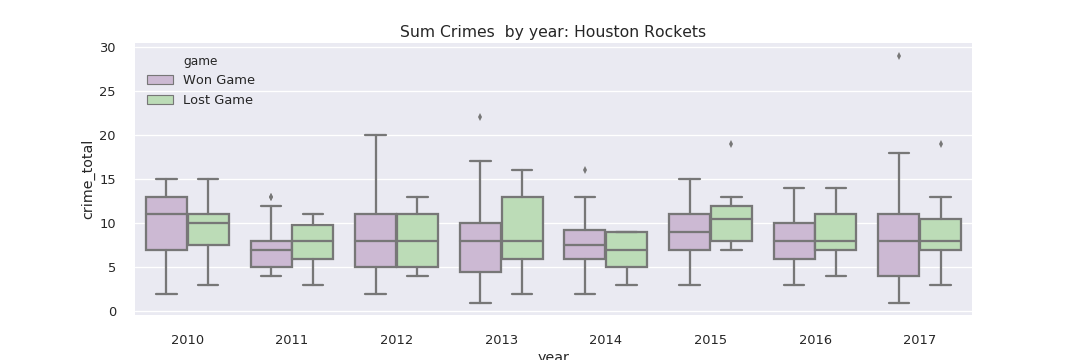 Sum Crimes  by year: Houston Rockets
30
25
20
15
10
5
0
crime_total
game
Won Game
Lost Game
2010 2011 2012 2013 2014 2015 2016 2017
year